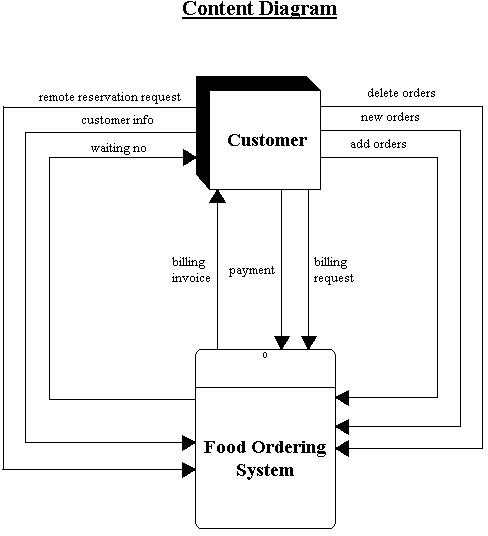 Content Diagram
remote reservation request
delete orders
customer info
new orders
Customer
waiting no
add orders
billing
invoice
payment
billing
request
0
Food Ordering
System